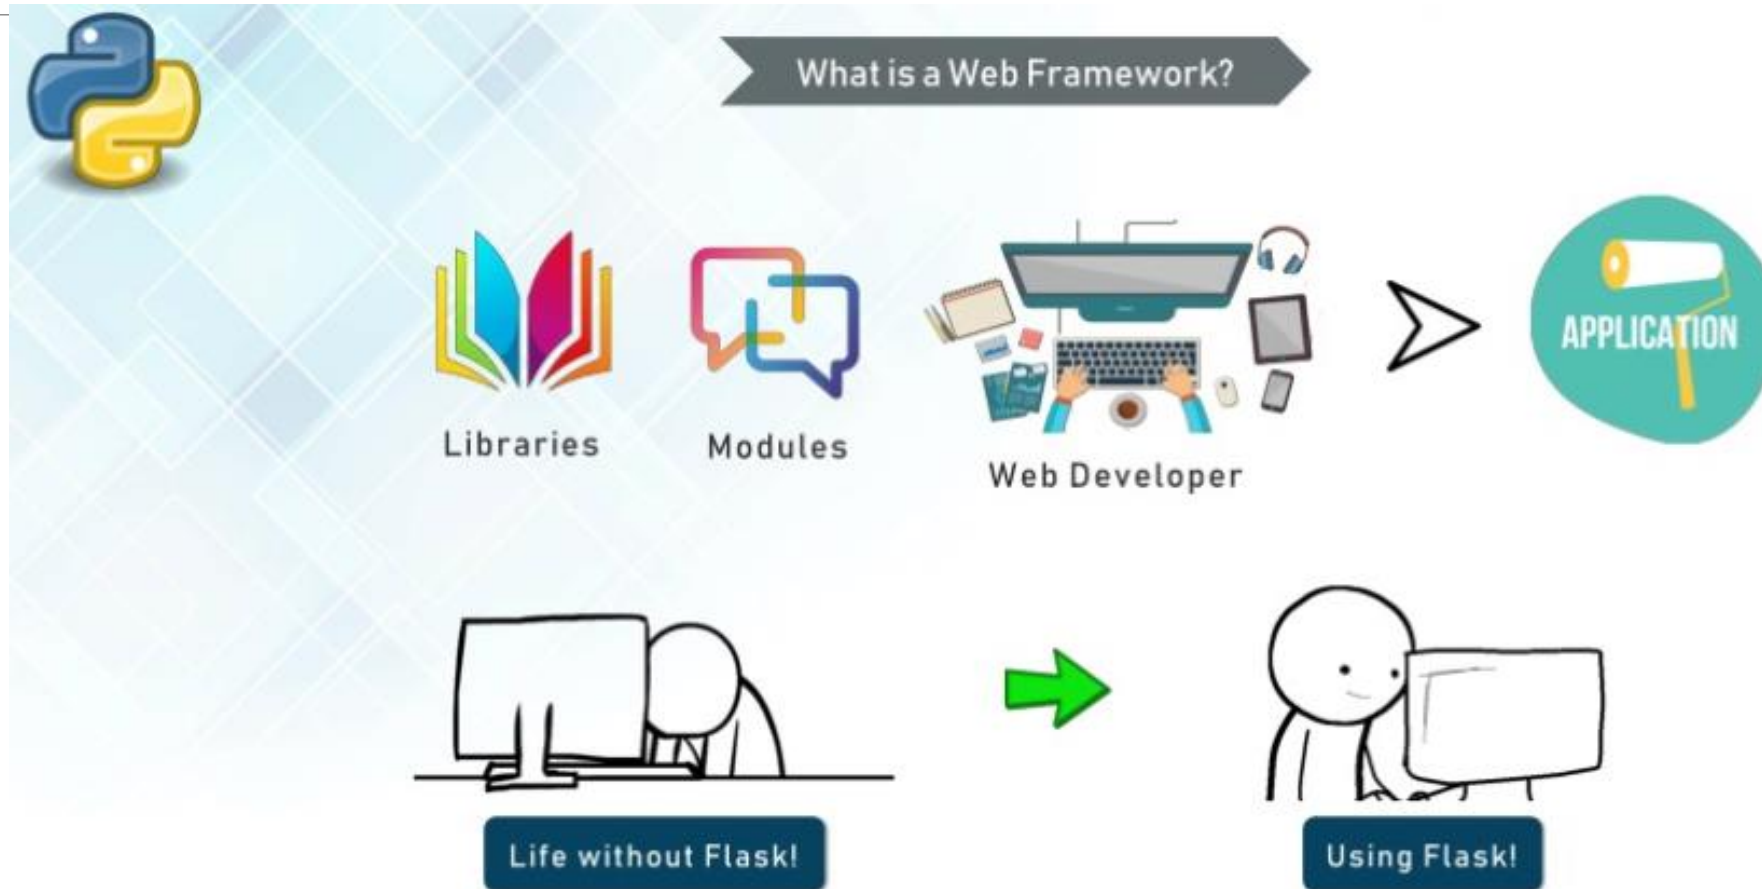 What is a Web Framework?
APPLICATION
Libraries
Modules
Web Developer
Life without Flask!
Using Flask!